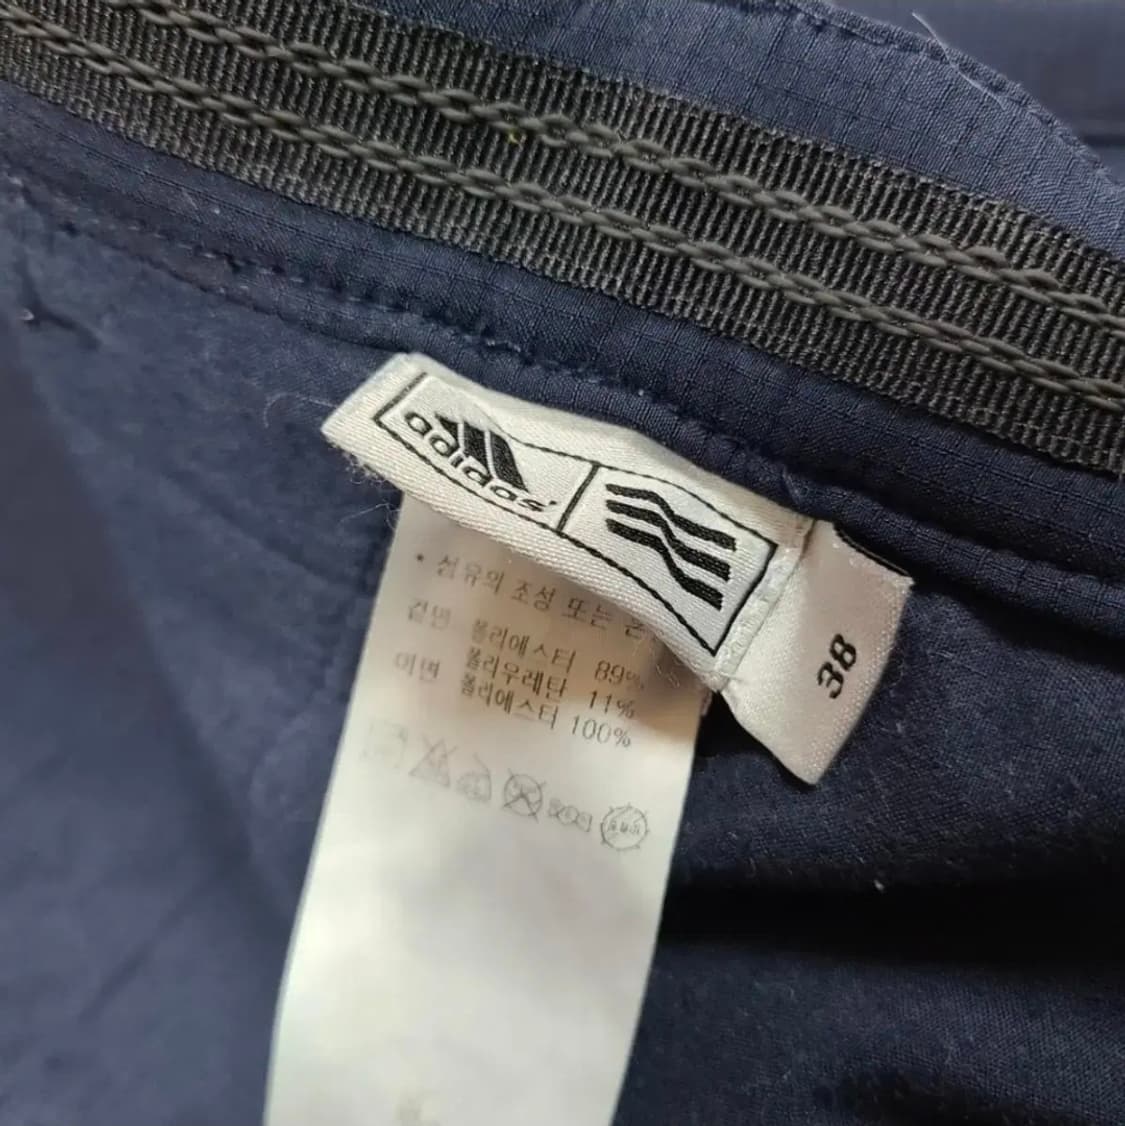 adidas
38
• 섬유의 조성 또는 혼
겉면 폴리에스터 89%
폴리우레탄 11%
이면 폴리에스터 100%